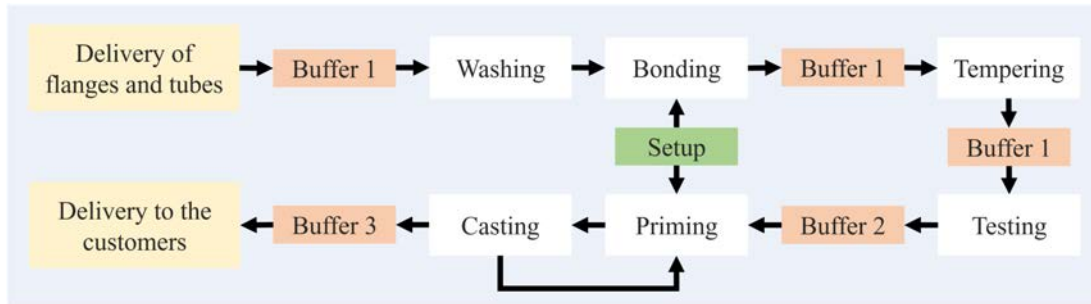 Delivery of
flanges and tubes
Buffer 1
Washing
Bonding
Buffer 1
Tempering
Setup
Buffer 1
Delivery to the
customers
Buffer 3
Casting
Priming
Buffer 2
Testing